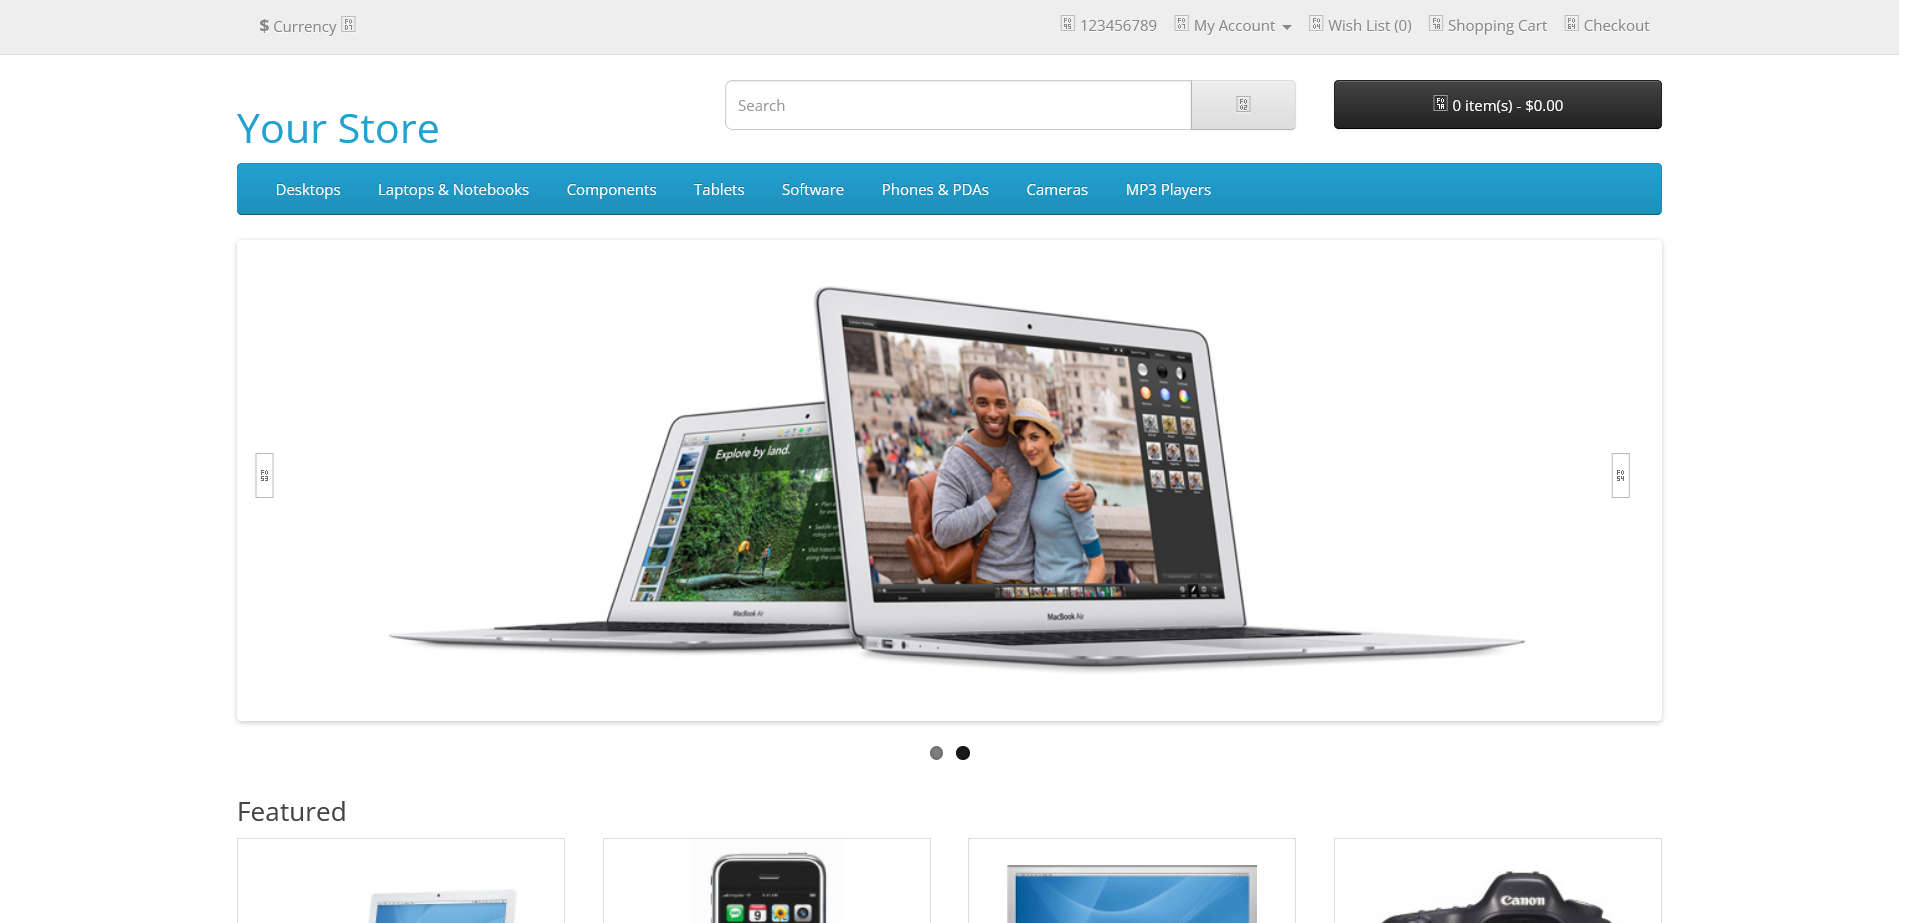 $ Currency
123456789 My Account Wish List (0) Shopping Cart Checkout
Your Store
Search
0 item(s) - $0.00
Desktops Laptops & Notebooks Components Tablets Software Phones & PDAs Cameras MP3 Players
Explore by land.
MacBook Air
MacBook Air
Featured
9
Canon